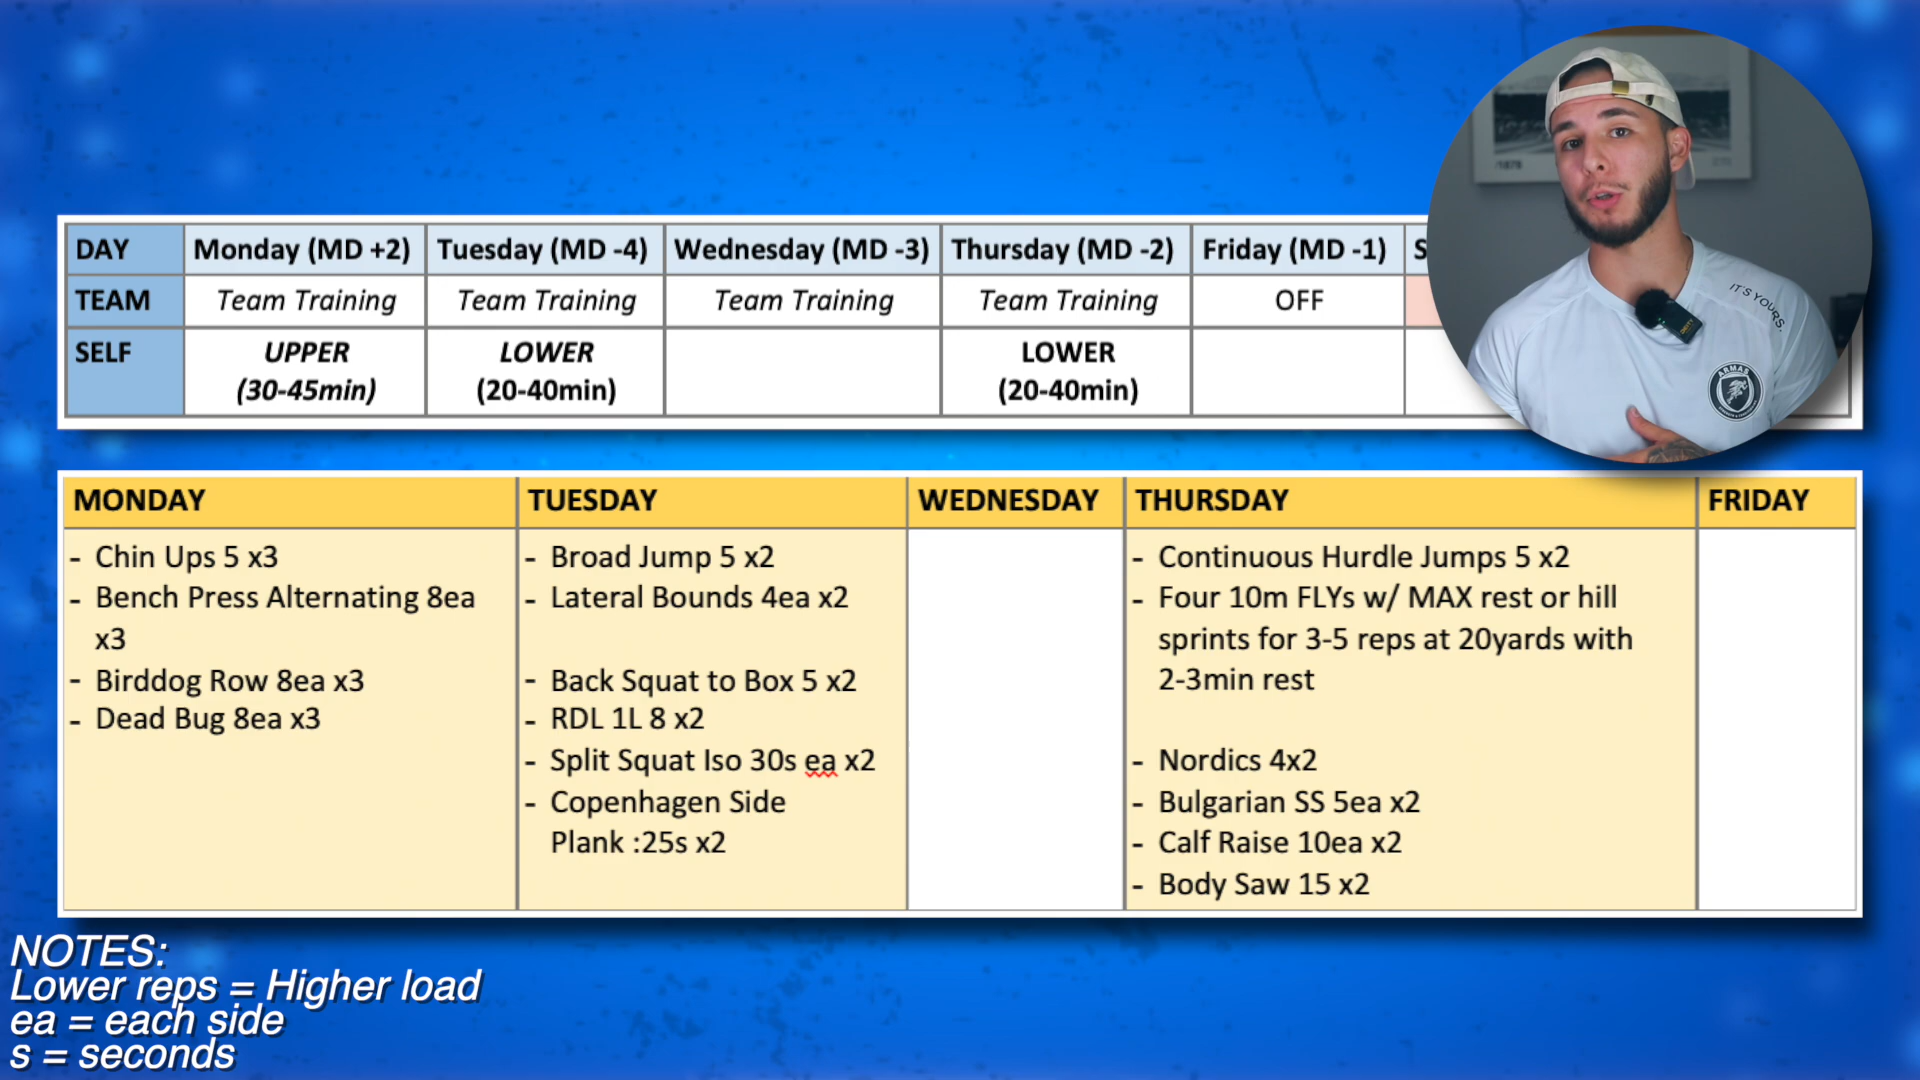 DAY Monday (MD +2) Tuesday (MD -4) Wednesday (MD -3) Thursday (MD -2) Friday (MD -1) S
TEAM Team Training Team Training Team Training Team Training OFF
SELF UPPER LOWER LOWER
(30-45min) (20-40min) (20-40min)
IT'S YOURS.
ARMAS
MONDAY TUESDAY WEDNESDAY THURSDAY FRIDAY
- Chin Ups 5 x3
- Bench Press Alternating 8ea
x3
- Birddog Row 8ea x3
- Dead Bug 8ea x3
- Broad Jump 5 x2
- Lateral Bounds 4ea x2
- Back Squat to Box 5 x2
- RDL 1L 8 x2
- Split Squat Iso 30s ea x2
- Copenhagen Side
Plank :25s x2
- Continuous Hurdle Jumps 5 x2
- Four 10m FLYs w/ MAX rest or hill
sprints for 3-5 reps at 20yards with
2-3min rest
- Nordics 4x2
- Bulgarian SS 5ea x2
- Calf Raise 10ea x2
- Body Saw 15 x2
NOTES:
Lower reps = Higher load
ea = each side
s = seconds